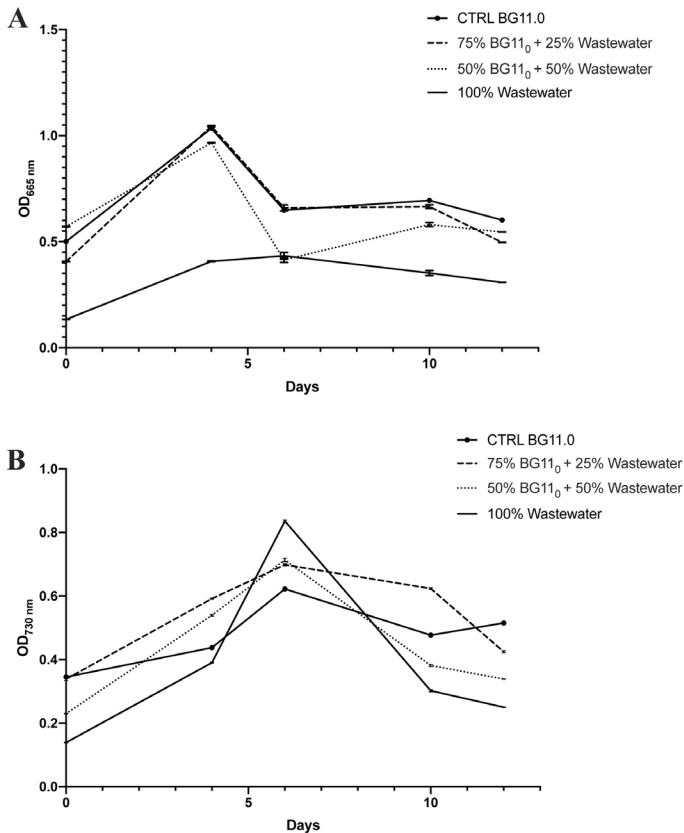 A
CTRL BG11.0
75% BG11₀ + 25% Wastewater
50% BG11₀ + 50% Wastewater
100% Wastewater
1.5
1.0
0.5
0.0
OD665 nm
0
5
10
Days
B
CTRL BG11.0
75% BG11₀ + 25% Wastewater
50% BG11₀ + 50% Wastewater
100% Wastewater
1.0
0.8
0.6
0.4
0.2
0.0
OD730 nm
0
5
10
Days